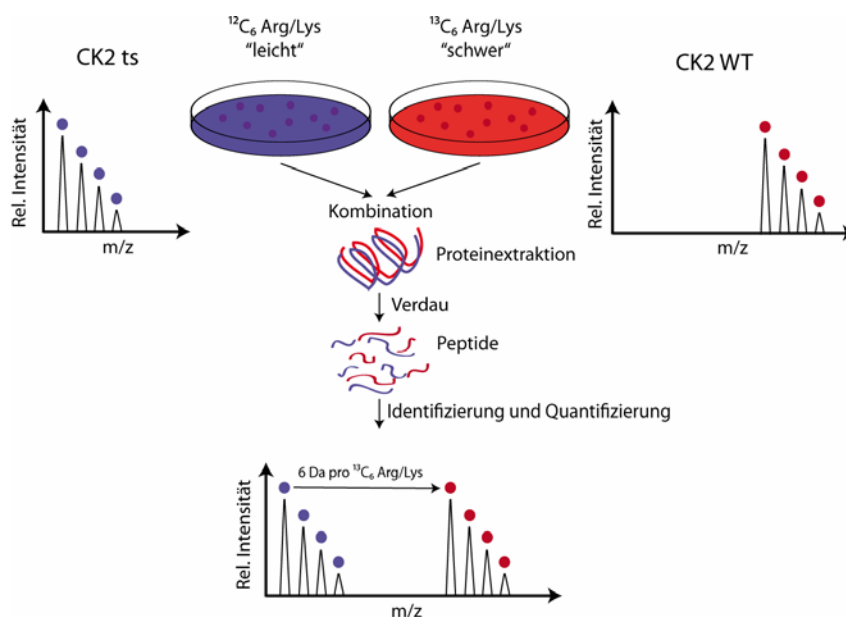 ¹²C₆ Arg/Lys
"leicht"
¹³C₆ Arg/Lys
"schwer"
CK2 ts
CK2 WT
Rel. Intensität
m/z
Rel. Intensität
m/z
Kombination
Proteinextraktion
Verdau
Peptide
Identifizierung und Quantifizierung
6 Da pro ¹³C₆ Arg/Lys
Rel. Intensität
m/z